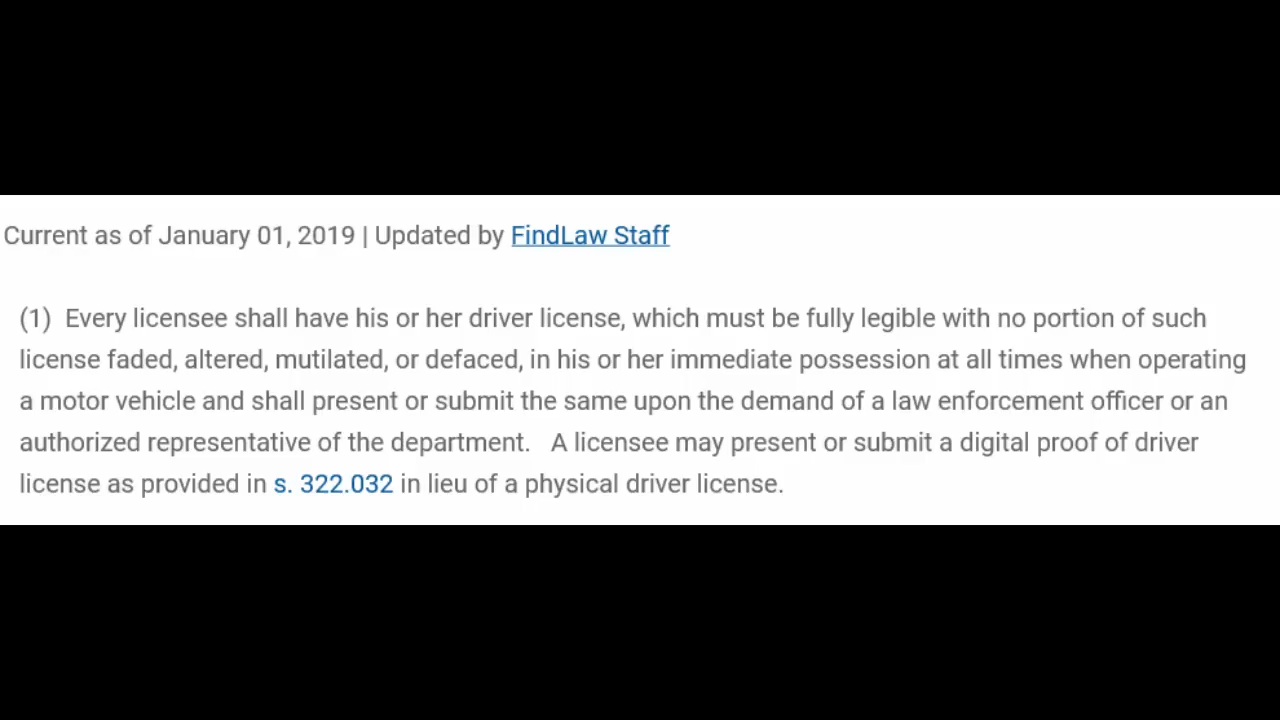 Current as of January 01, 2019 | Updated by FindLaw Staff
(1)  Every licensee shall have his or her driver license, which must be fully legible with no portion of such
license faded, altered, mutilated, or defaced, in his or her immediate possession at all times when operating
a motor vehicle and shall present or submit the same upon the demand of a law enforcement officer or an
authorized representative of the department.   A licensee may present or submit a digital proof of driver
license as provided in s. 322.032 in lieu of a physical driver license.